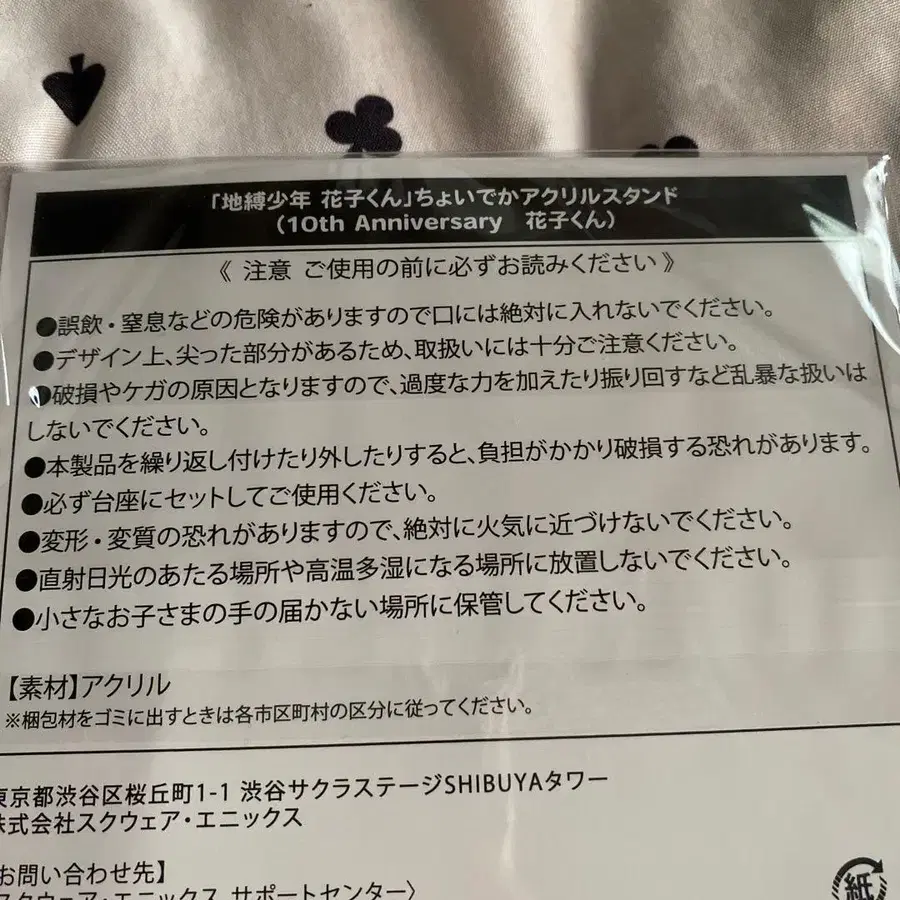 「地縛少年 花子くん」ちょいでかアクリルスタンド
(10th Anniversary 花子くん)
《 注意 ご使用の前に必ずお読みください 》
●誤飲・窒息などの危険がありますので口には絶対に入れないでください。
●デザイン上、尖った部分があるため、取扱いには十分ご注意ください。
●破損やケガの原因となりますので、過度な力を加えたり振り回すなど乱暴な扱いは
しないでください。
●本製品を繰り返し付けたり外したりすると、負担がかかり破損する恐れがあります。
●必ず台座にセットしてご使用ください。
●変形・変質の恐れがありますので、絶対に火気に近づけないでください。
●直射日光のあたる場所や高温多湿になる場所に放置しないでください。
●小さなお子さまの手の届かない場所に保管してください。
【素材】アクリル
※梱包材をゴミに出すときは各市区町村の区分に従ってください。
東京都渋谷区桜丘町1-1 渋谷サクラステージSHIBUYAタワー
株式会社スクウェア・エニックス
お問い合わせ先】
スクウェア・エニックス サポートセンター〉
紙